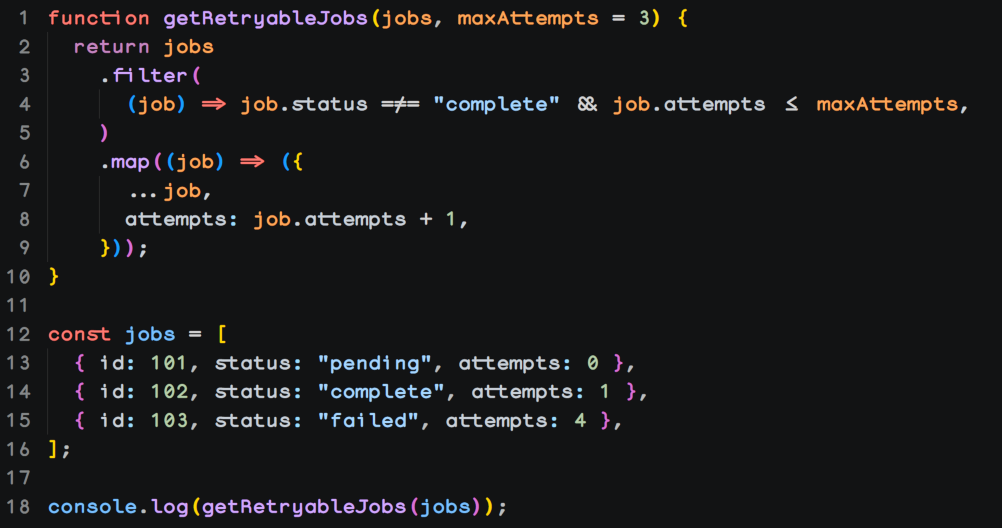 1 function getRetryableJobs(jobs, maxAttempts = 3) {
2   return jobs
3     .filter(
4       (job) => job.status !== "complete" && job.attempts <= maxAttempts,
5     )
6     .map((job) => ({
7       ...job,
8       attempts: job.attempts + 1,
9     }));
10 }
11
12 const jobs = [
13   { id: 101, status: "pending", attempts: 0 },
14   { id: 102, status: "complete", attempts: 1 },
15   { id: 103, status: "failed", attempts: 4 },
16 ];
17
18 console.log(getRetryableJobs(jobs));